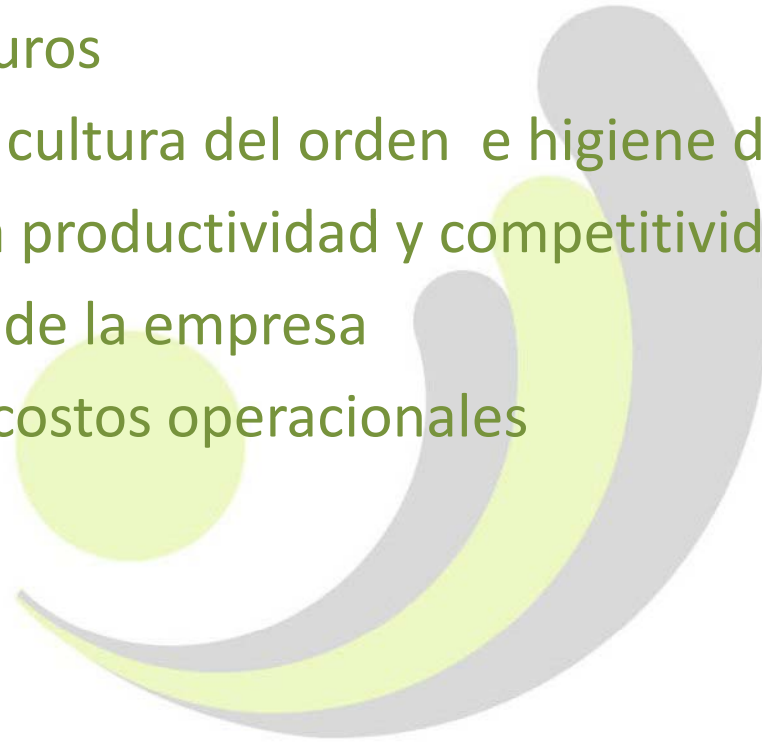 uros
cultura del orden e higiene d
productividad y competitivid
de la empresa
costos operacionales